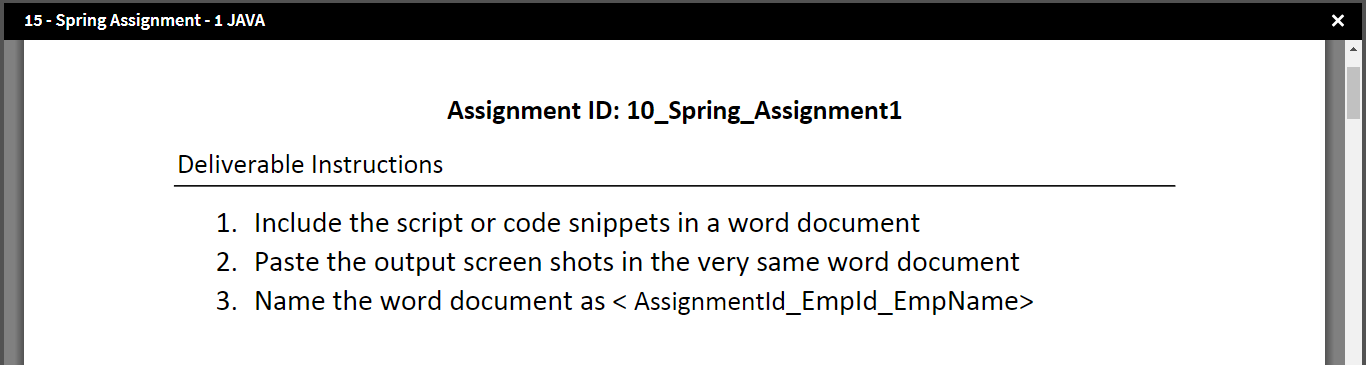 15 - Spring Assignment - 1 JAVA
Assignment ID: 10_Spring_Assignment1
Deliverable Instructions
1. Include the script or code snippets in a word document
2. Paste the output screen shots in the very same word document
3. Name the word document as < AssignmentId_EmpId_EmpName>